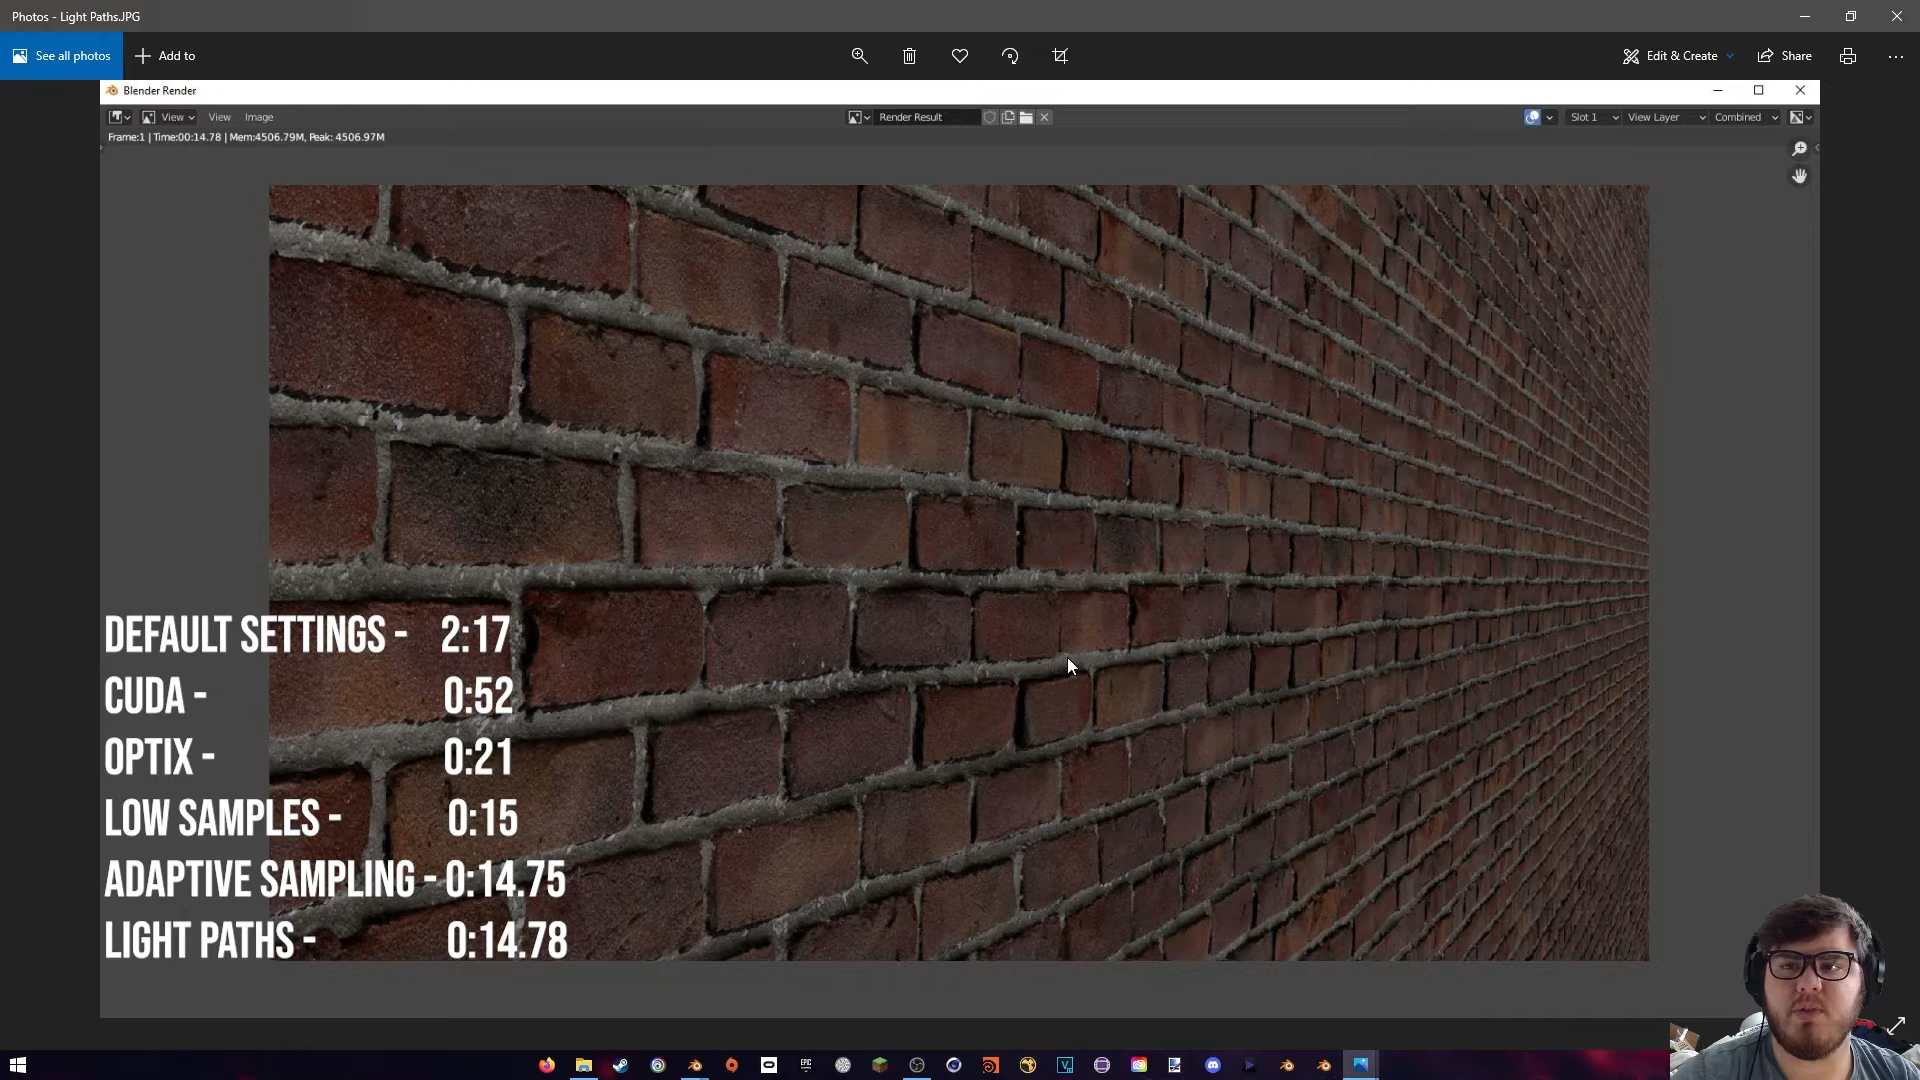 Photos - Light Paths.JPG
See all photos
Add to
Edit & Create
Share
Blender Render
View
View
Image
Render Result
Slot 1
View Layer
Combined
Frame:1 | Time:00:14.78 | Mem:4506.79M, Peak: 4506.97M
DEFAULT SETTINGS - 2:17
CUDA - 0:52
OPTIX - 0:21
LOW SAMPLES - 0:15
ADAPTIVE SAMPLING - 0:14.75
LIGHT PATHS - 0:14.78
EPIC